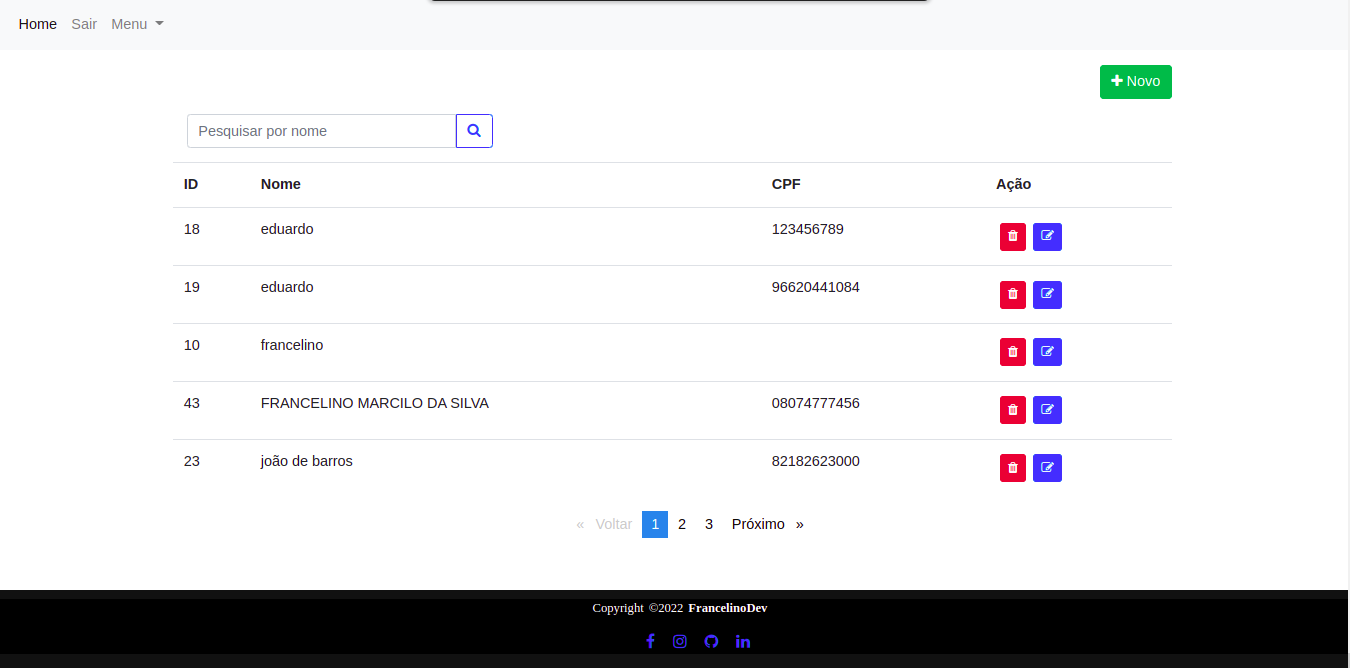 Home Sair Menu
Novo
Pesquisar por nome
ID Nome CPF Ação
18 eduardo 123456789
19 eduardo 96620441084
10 francelino
43 FRANCELINO MARCILO DA SILVA 08074777456
23 joão de barros 82182623000
« Voltar 1 2 3 Próximo »
Copyright ©2022 FrancelinoDev